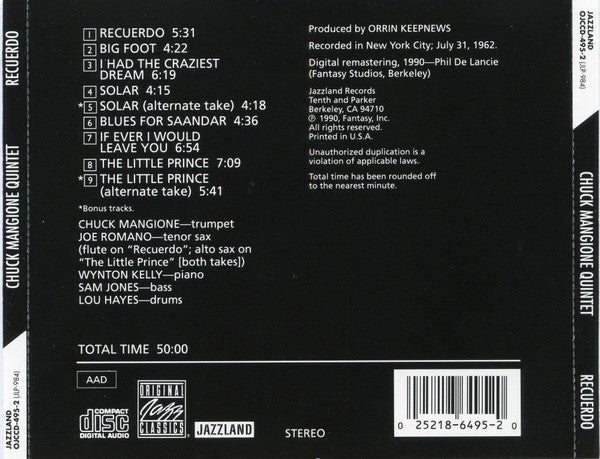 RECUERDO
CHUCK MANGIONE QUINTET
JAZZLAND
OJCCD-495-2 (JLP-984)
1 RECUERDO 5:31
2 BIG FOOT 4:22
3 I HAD THE CRAZIEST
DREAM 6:19
4 SOLAR 4:15
*5 SOLAR (alternate take) 4:18
6 BLUES FOR SAANDAR 4:36
7 IF EVER I WOULD
LEAVE YOU 6:54
8 THE LITTLE PRINCE 7:09
*9 THE LITTLE PRINCE
(alternate take) 5:41
*Bonus tracks.
CHUCK MANGIONE—trumpet
JOE ROMANO—tenor sax
(flute on "Recuerdo"; alto sax on
"The Little Prince" [both takes])
WYNTON KELLY—piano
SAM JONES—bass
LOU HAYES—drums
TOTAL TIME 50:00
Produced by ORRIN KEEPNEWS
Recorded in New York City; July 31, 1962.
Digital remastering, 1990—Phil De Lancie
(Fantasy Studios, Berkeley)
Jazzland Records
Tenth and Parker
Berkeley, CA 94710
℗ 1990, Fantasy, Inc.
All rights reserved.
Printed in U.S.A.
Unauthorized duplication is a
violation of applicable laws.
Total time has been rounded off
to the nearest minute.
AAD
COMPACT
disc
DIGITAL AUDIO
ORIGINAL
Jazz
CLASSICS
JAZZLAND
STEREO
0 25218-6495-2 0
JAZZLAND
OJCCD-495-2 (JLP-984)
CHUCK MANGIONE QUINTET
RECUERDO